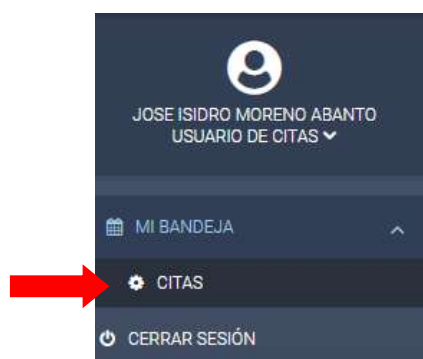 JOSE ISIDRO MORENO ABANTO
USUARIO DE CITAS
MI BANDEJA
CITAS
CERRAR SESIÓN